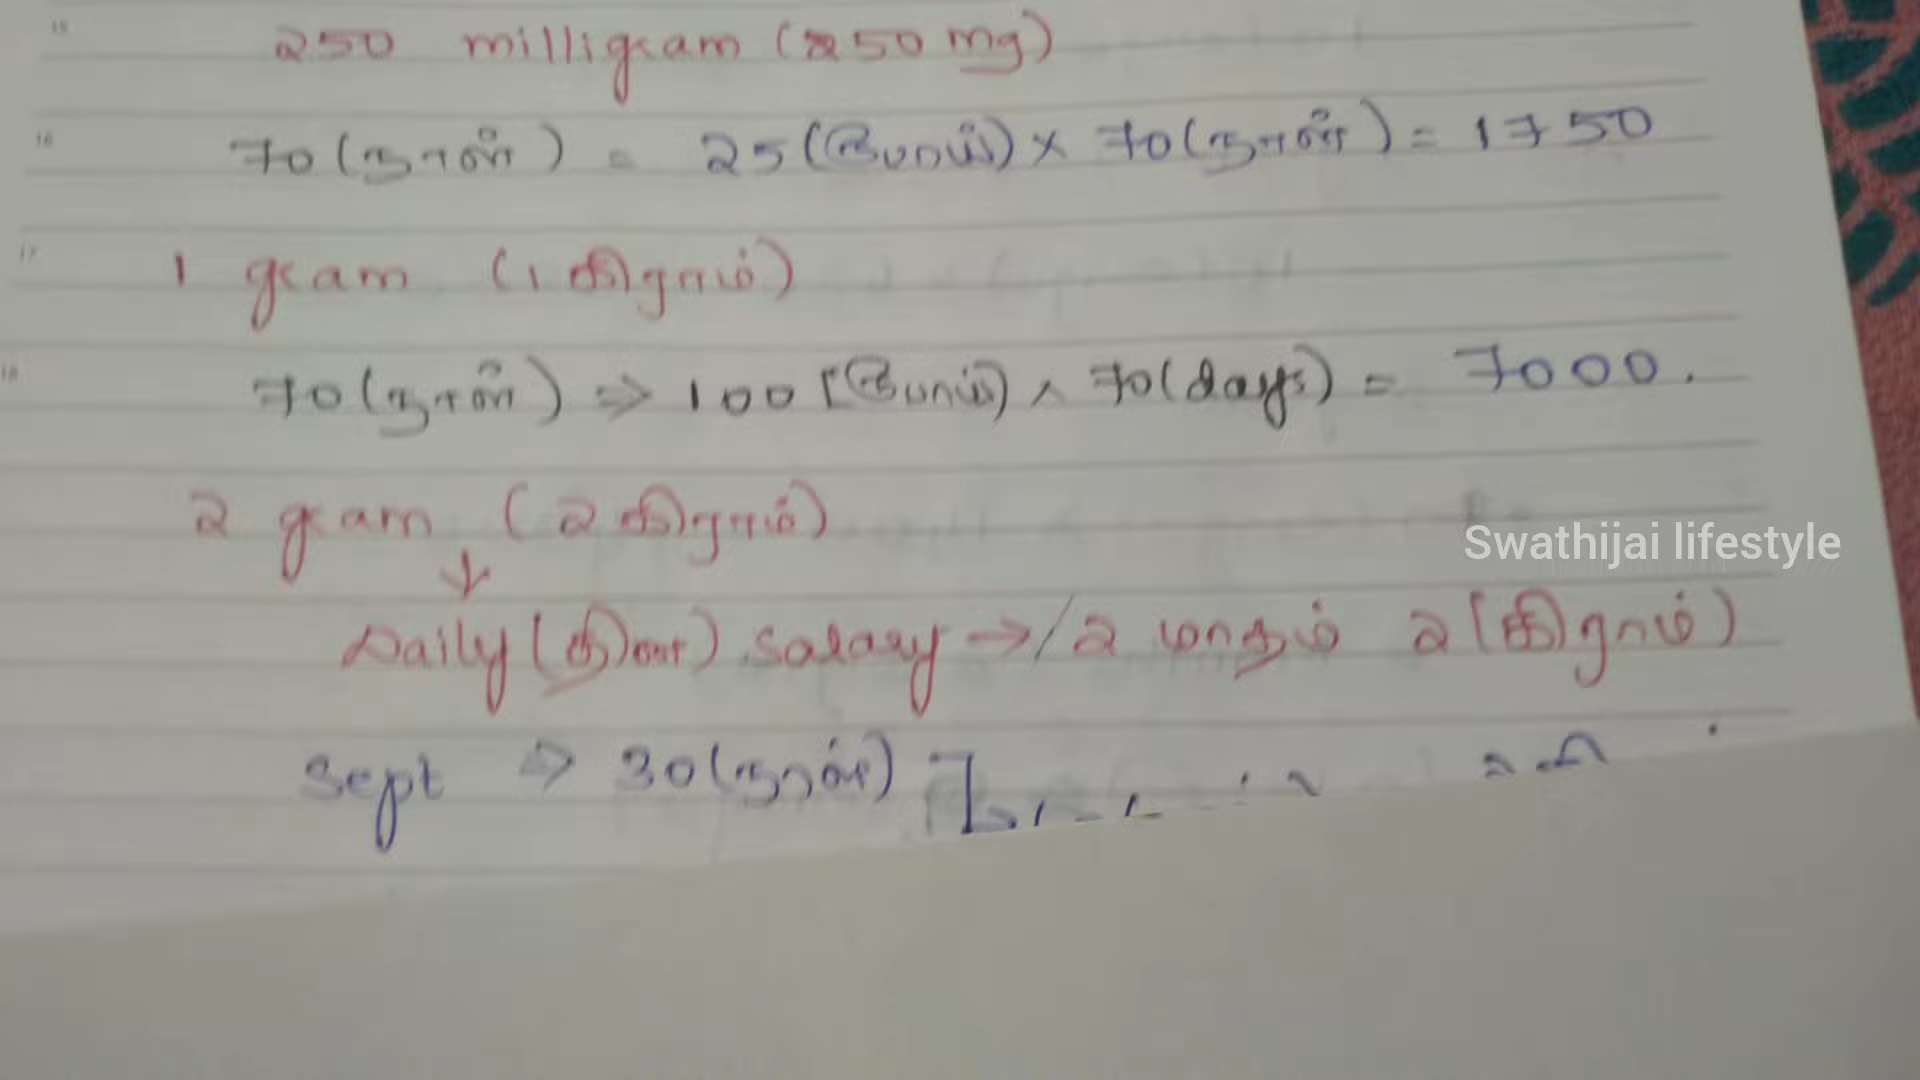 250 milligram (250 mg)
70 (நாள்) = 25 (ரூபாய்) × 70 (நாள்) = 1750
1 gram (1 கிராம்)
70 (நாள்) ⇒ 100 [ரூபாய்) × 70 (days) = 7000.
2 gram (2 கிராம்)
Swathijai lifestyle
↓
Daily (தின) salary → / 2 மாதம் 2 [கிராம்)
Sept ⇒ 30 (நாள்)